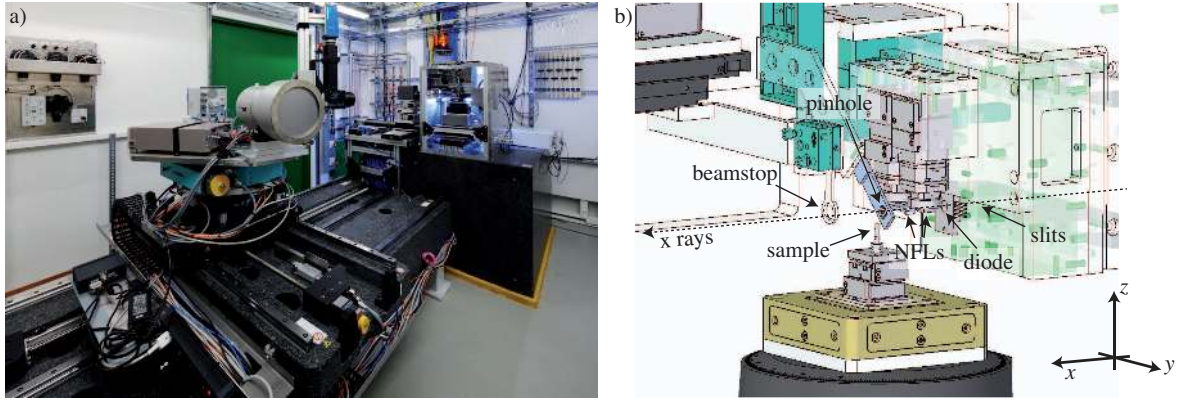 a)
b)
pinhole
beamstop
x rays
sample
NFLs
diode
slits
z
x
y